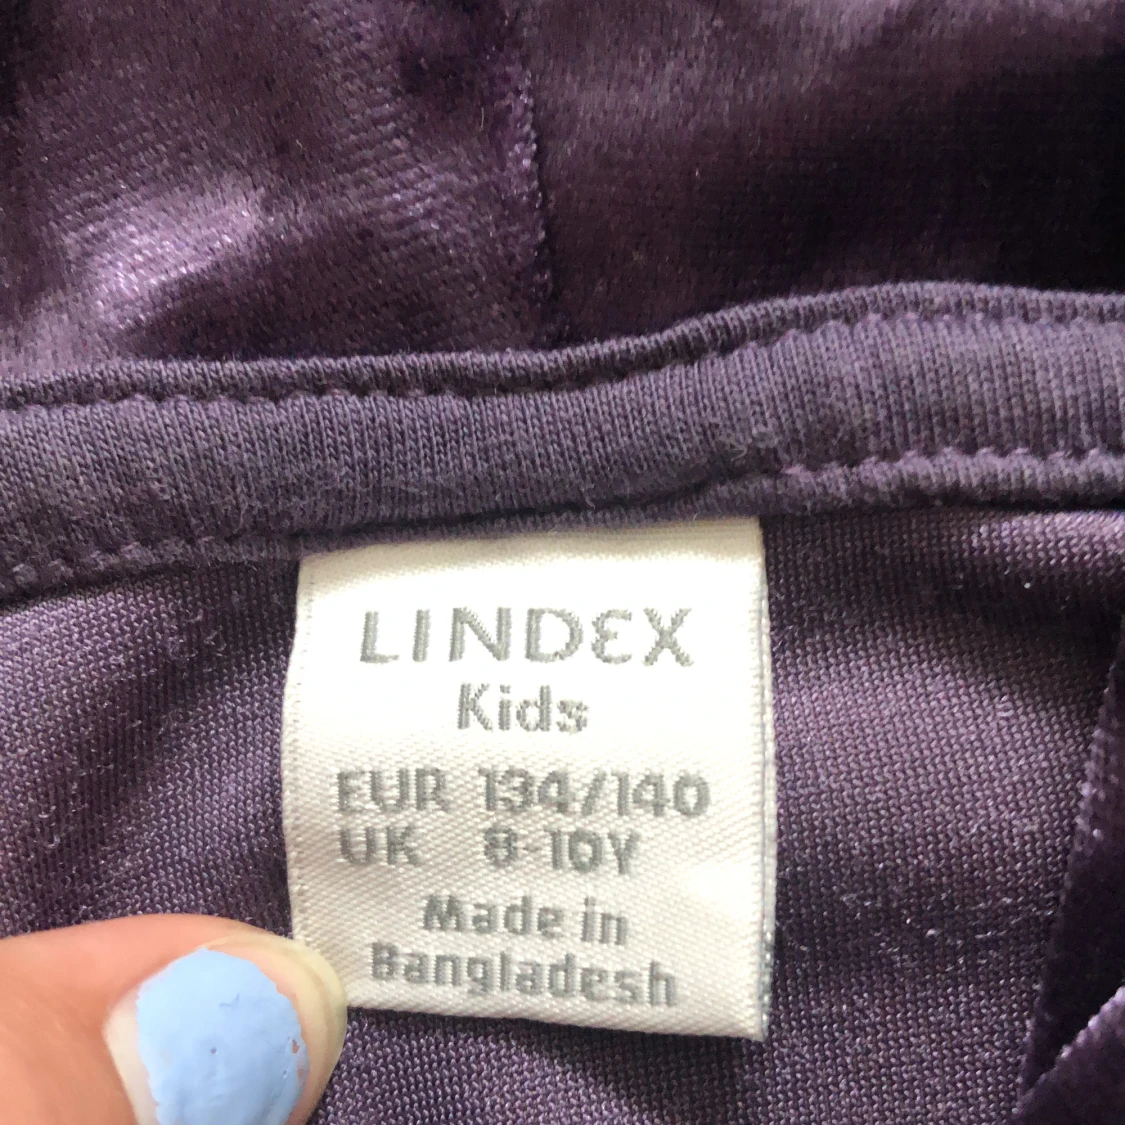 LINDEX
Kids
EUR 134/140
UK 8-10Y
Made in
Bangladesh